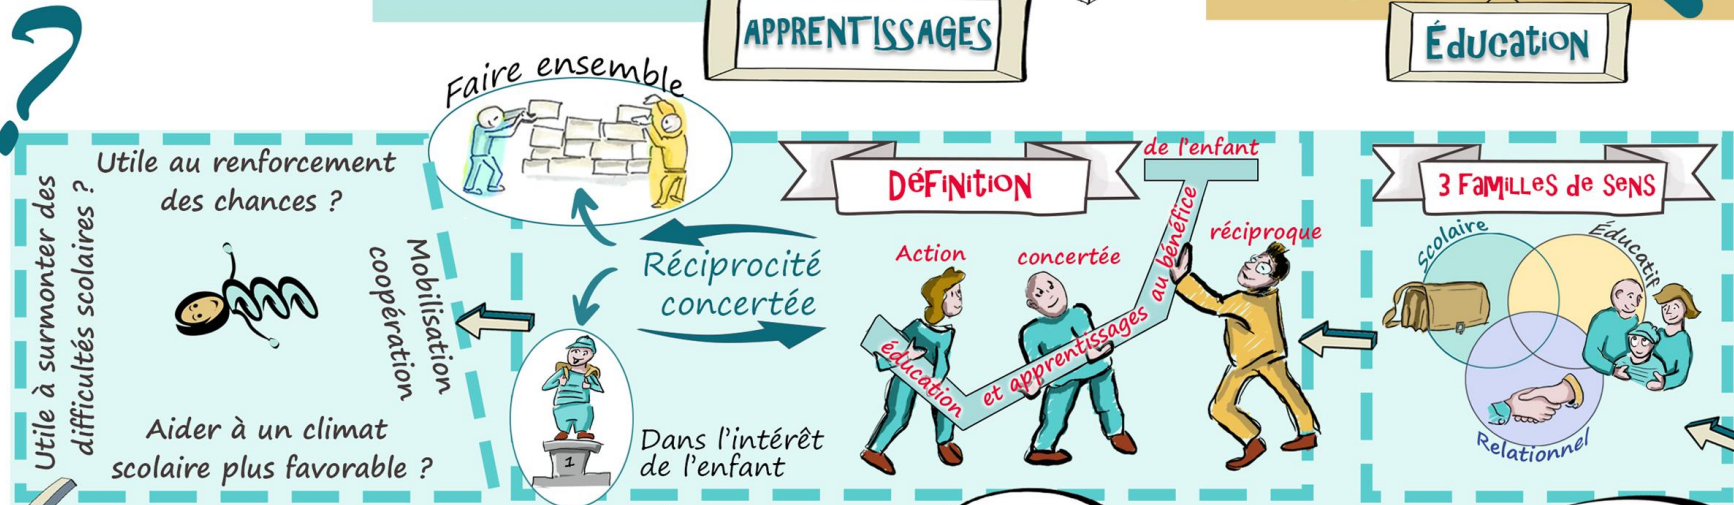 ?
APPRENTISSAGES
Éducation
Faire ensemble
Utile à surmonter des
difficultés scolaires ?
Utile au renforcement
des chances ?
Mobilisation
coopération
Aider à un climat
scolaire plus favorable ?
Réciprocité
concertée
1
Dans l'intérêt
de l'enfant
Définition
Action
concertée
réciproque
éducation
et apprentissages
au bénéfice
de l'enfant
3 Familles de sens
Scolaire
Éducatif
Relationnel